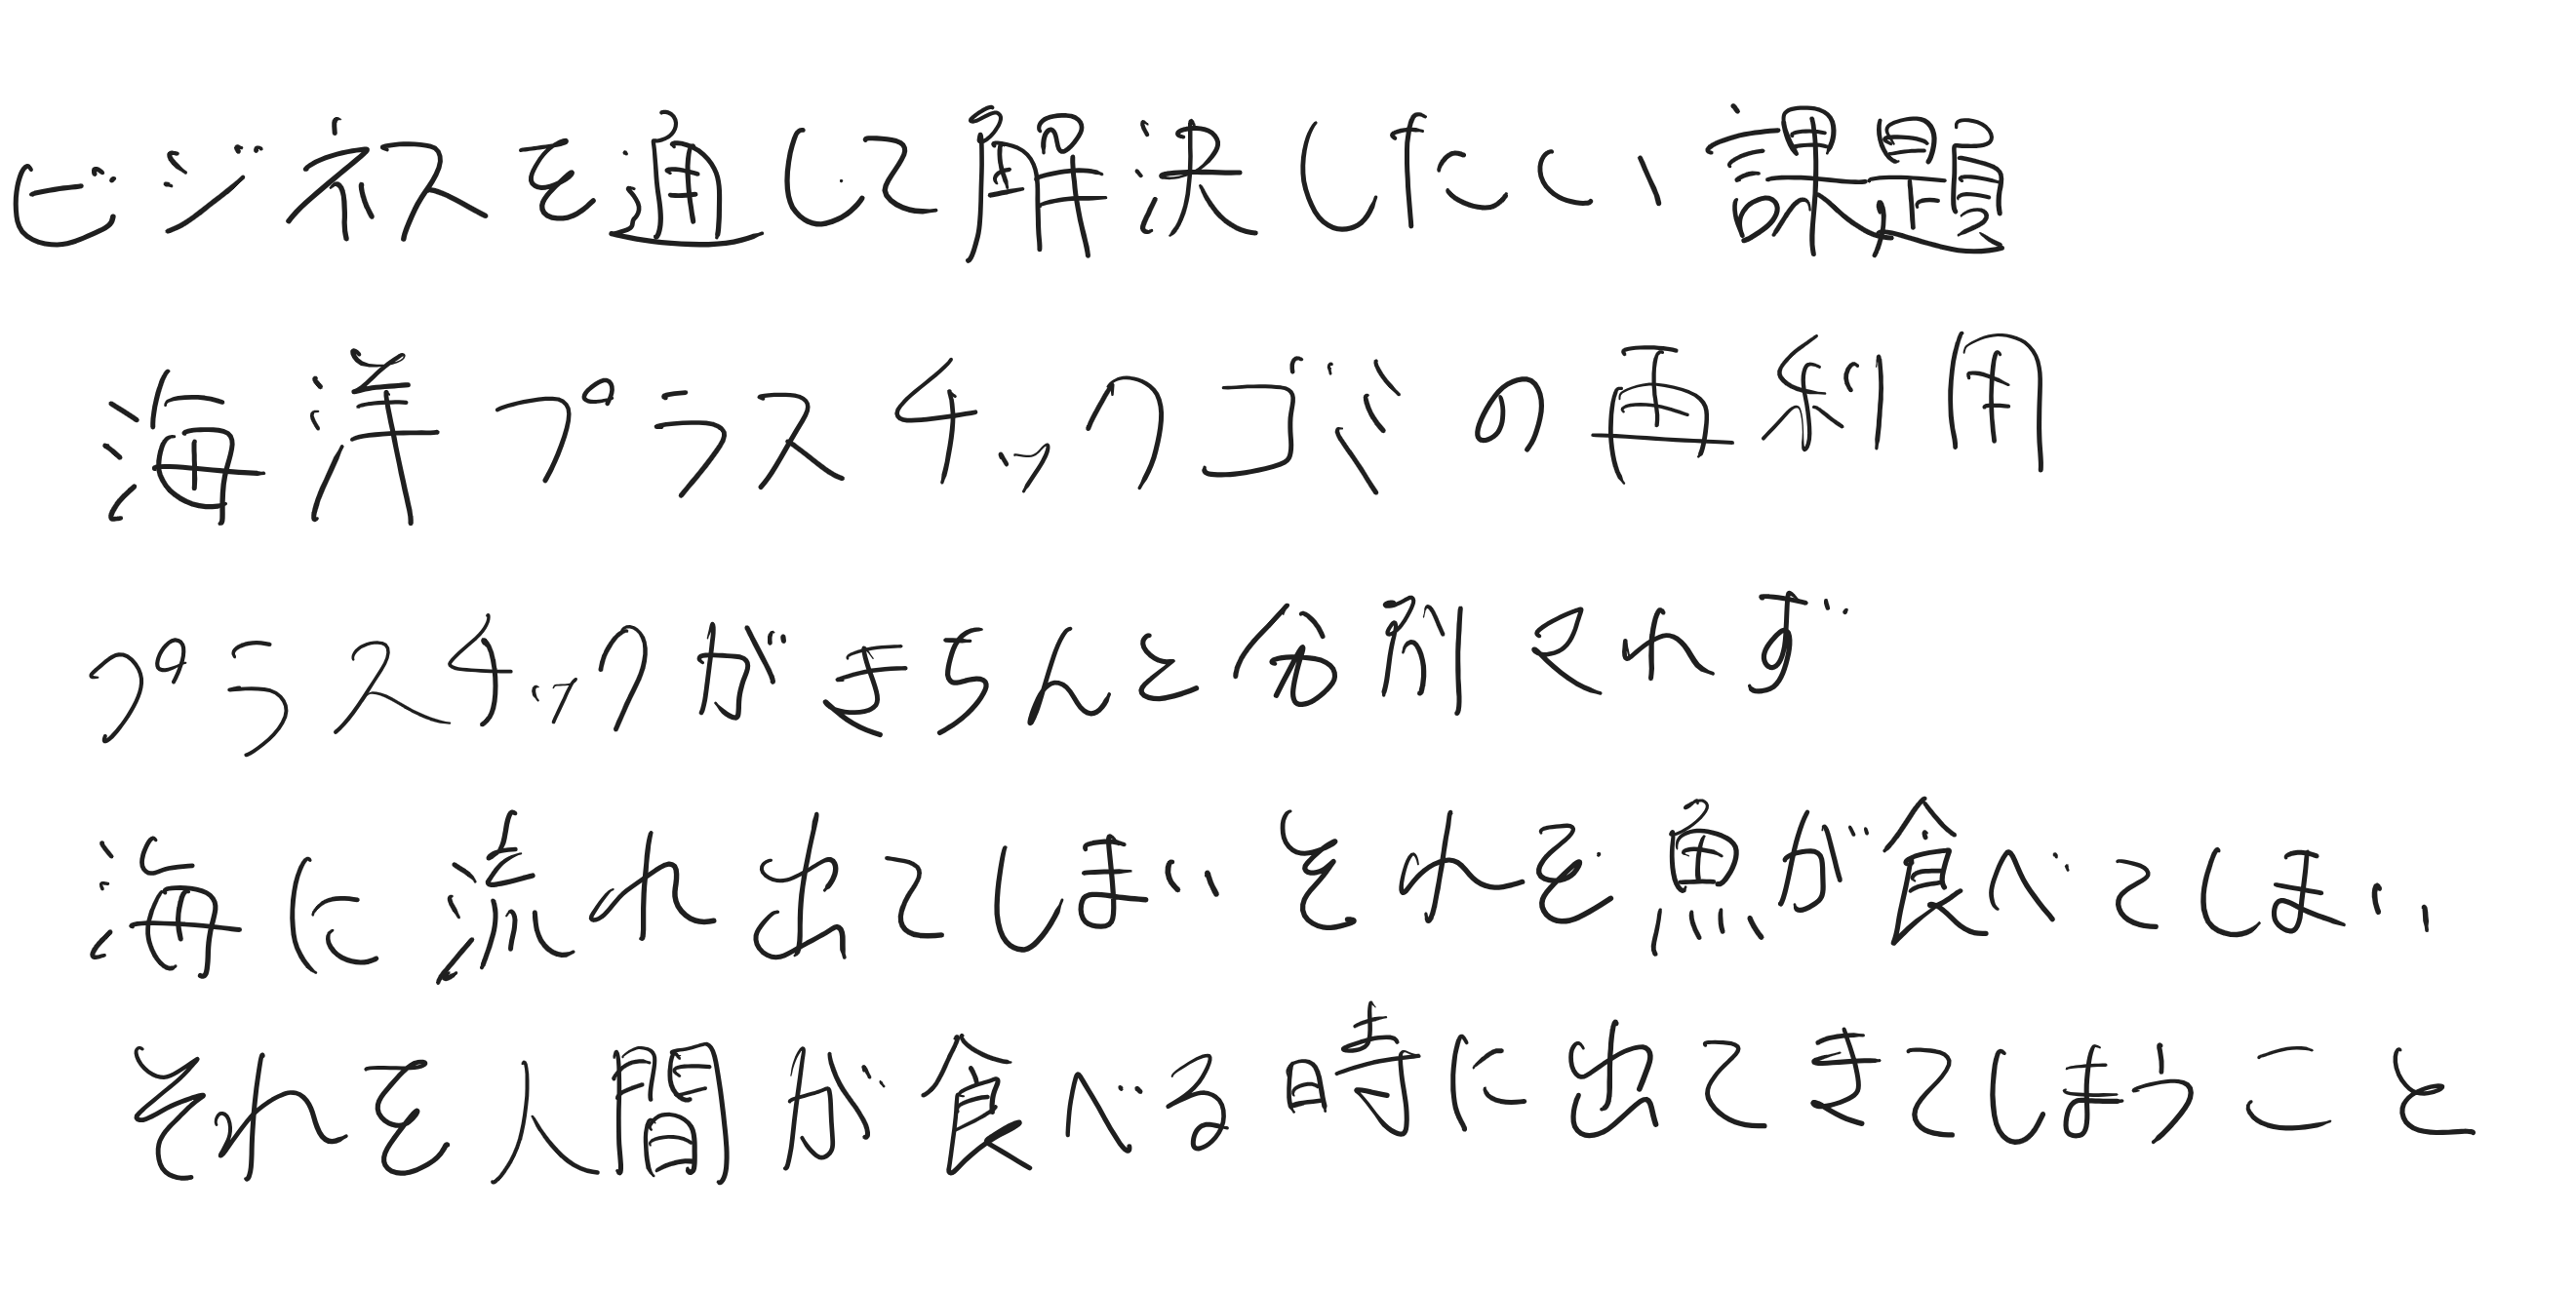 ビジネスを通して解決したい課題
海洋プラスチックゴミの再利用
プラスチックがきちんと分別されず
海に流れ出てしまいそれを魚が食べてしまい
それを人間が食べる時に出てきてしまうこと